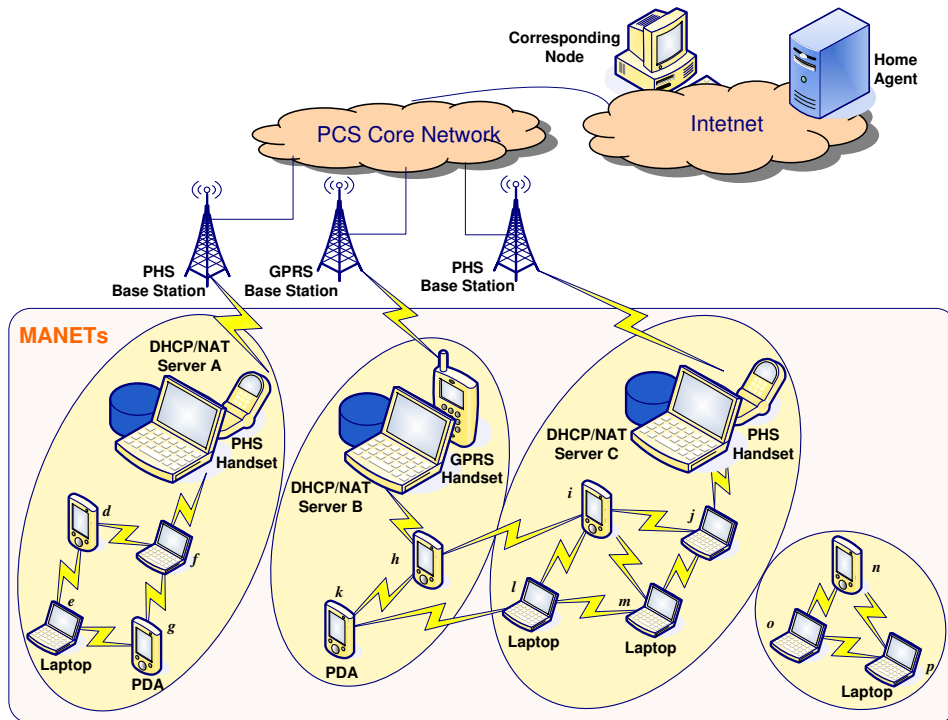 Corresponding
Node
Home
Agent
PCS Core Network
Intetnet
PHS
Base Station
GPRS
Base Station
PHS
Base Station
MANETs
DHCP/NAT
Server A
PHS
Handset
DHCP/NAT
Server B
GPRS
Handset
DHCP/NAT
Server C
PHS
Handset
d
f
e
g
Laptop
PDA
h
k
PDA
i
j
l
m
Laptop
Laptop
n
o
p
Laptop